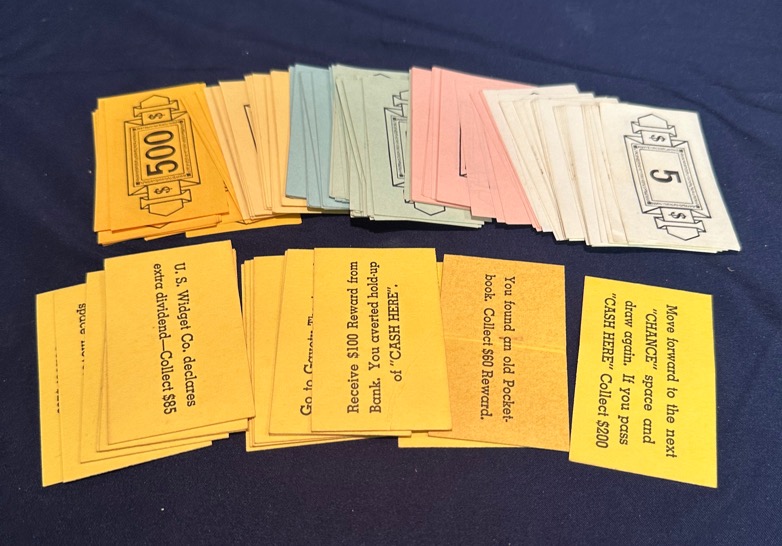 $ 500 $
$ 5 $
U. S. Widget Co. declares
extra dividend—Collect $85
Go to
Receive $100 Reward from
Bank. You averted hold-up
of "CASH HERE".
You found an old Pocket-
book. Collect $60 Reward.
Move forward to the next
"CHANCE" space and
draw again. If you pass
"CASH HERE" Collect $200